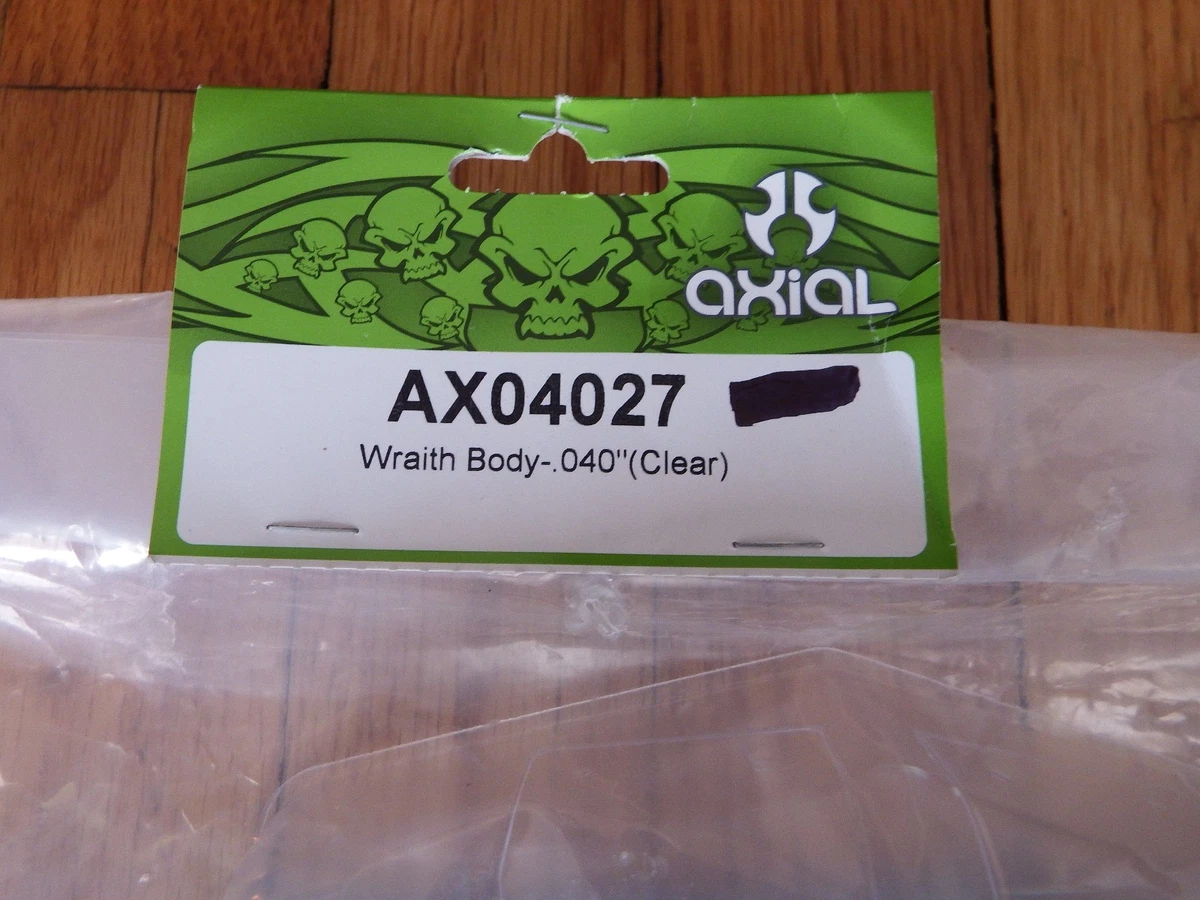 axial
AX04027
Wraith Body-.040"(Clear)